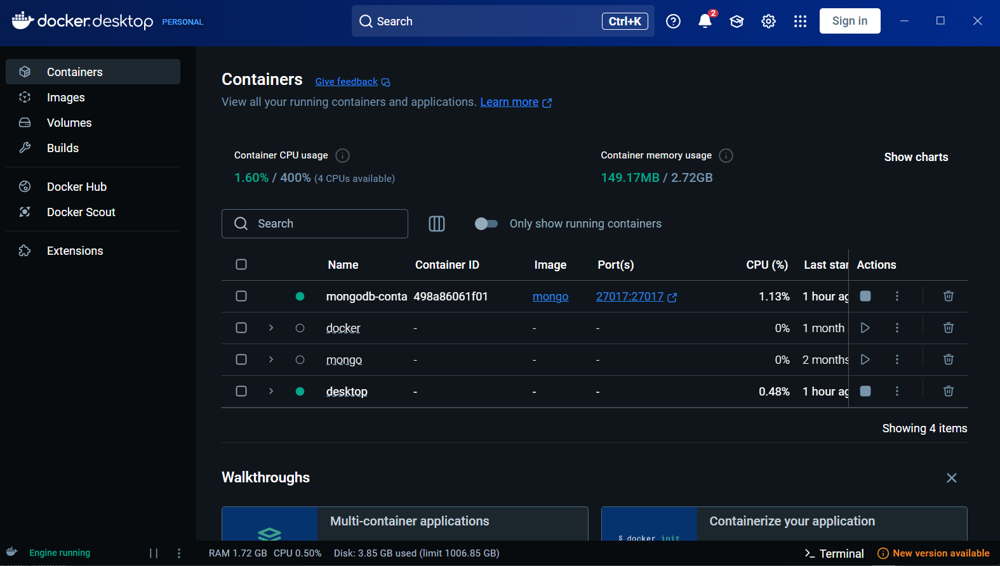 docker.desktop PERSONAL
Search Ctrl+K
2
Sign in
Containers
Images
Volumes
Builds
Docker Hub
Docker Scout
Extensions
Containers Give feedback
View all your running containers and applications. Learn more
Container CPU usage
1.60% / 400% (4 CPUs available)
Container memory usage
149.17MB / 2.72GB
Show charts
Search
Only show running containers
Name Container ID Image Port(s) CPU (%) Last star Actions
mongodb-conta 498a86061f01 mongo 27017:27017 1.13% 1 hour ag
docker - - - 0% 1 month
mongo - - - 0% 2 months
desktop - - - 0.48% 1 hour ag
Showing 4 items
Walkthroughs
Multi-container applications
Containerize your application
$ docker init
Engine running
RAM 1.72 GB CPU 0.50% Disk: 3.85 GB used (limit 1006.85 GB)
>_ Terminal
New version available